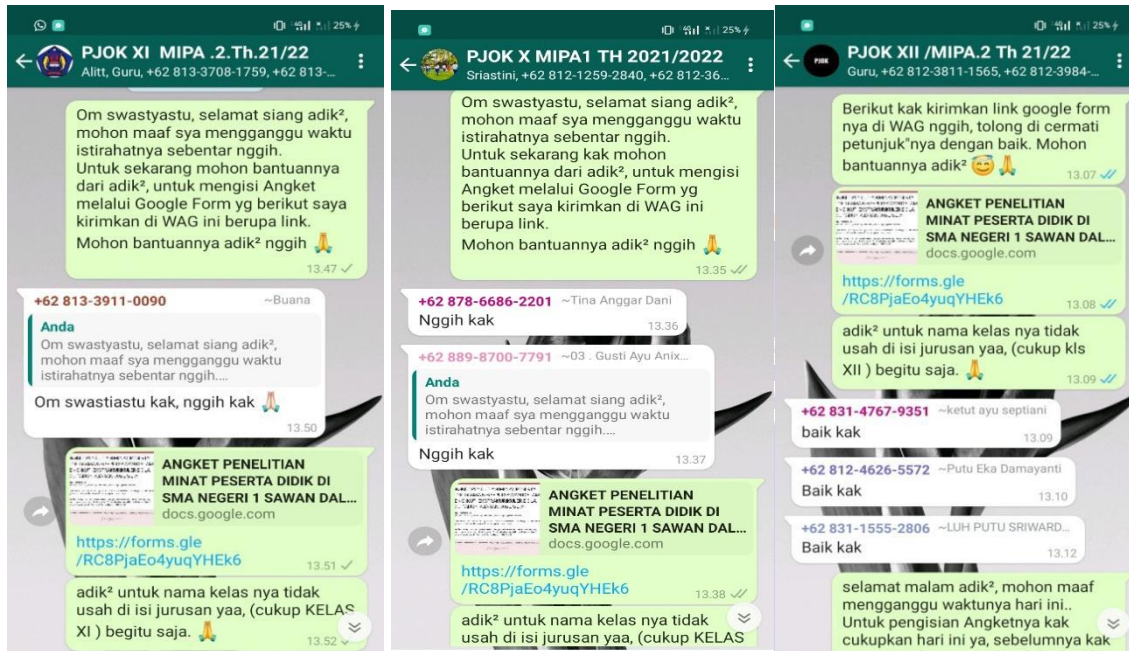 25%
PJOK XI MIPA .2.Th.21/22
Alitt, Guru, +62 813-3708-1759, +62 813-...
Om swastyastu, selamat siang adik²,
mohon maaf sya mengganggu waktu
istirahatnya sebentar nggih.
Untuk sekarang mohon bantuannya
dari adik², untuk mengisi Angket
melalui Google Form yg
berikut saya
kirimkan di WAG ini
berupa link.
Mohon bantuannya adik² nggih 🙏
13.47
+62 813-3911-0090 ~Buana
Anda
Om swastyastu, selamat siang adik²,
mohon maaf sya mengganggu waktu
istirahatnya sebentar nggih....
Om swastiastu kak, nggih kak 🙏
13.50
ANGKET PENELITIAN
MINAT PESERTA DIDIK DI
SMA NEGERI 1 SAWAN DAL...
docs.google.com
https://forms.gle
/RC8PjaEo4yuqYHEk6
13.51
adik² untuk nama kelas nya tidak
usah di isi jurusan yaa, (cukup KELAS
XI ) begitu saja. 🙏
13.52
25%
PJOK X MIPA1 TH 2021/2022
Sriastini, +62 812-1259-2840, +62 812-36...
Om swastyastu, selamat siang adik²,
mohon maaf sya mengganggu waktu
istirahatnya sebentar nggih.
Untuk sekarang kak mohon
bantuannya dari adik², untuk mengisi
Angket melalui Google Form yg
berikut saya kirimkan di WAG ini
berupa link.
Mohon bantuannya adik² nggih 🙏
13.35
+62 878-6686-2201 ~Tina Anggar Dani
Nggih kak
13.36
+62 889-8700-7791 ~03 . Gusti Ayu Anix...
Anda
Om swastyastu, selamat siang adik²,
mohon maaf sya mengganggu waktu
istirahatnya sebentar nggih....
Nggih kak
13.37
ANGKET PENELITIAN
MINAT PESERTA DIDIK DI
SMA NEGERI 1 SAWAN DAL...
docs.google.com
https://forms.gle
/RC8PjaEo4yuqYHEk6
13.38
adik² untuk nama kelas nya tidak
usah di isi jurusan yaa, (cukup KELAS
25%
PJOK
PJOK XII /MIPA.2 Th 21/22
Guru, +62 812-3811-1565, +62 812-3984-...
Berikut kak kirimkan link google form
nya di WAG nggih, tolong di cermati
petunjuk"nya dengan baik. Mohon
bantuannya adik² 😇🙏
13.07
ANGKET PENELITIAN
MINAT PESERTA DIDIK DI
SMA NEGERI 1 SAWAN DAL...
docs.google.com
https://forms.gle
/RC8PjaEo4yuqYHEk6
13.08
adik² untuk nama kelas nya tidak
usah di isi jurusan yaa, (cukup kls
XII ) begitu saja. 🙏
13.09
+62 831-4767-9351 ~ketut ayu septiani
baik kak
13.09
+62 812-4626-5572 ~Putu Eka Damayanti
Baik kak
13.10
+62 831-1555-2806 ~LUH PUTU SRIWARD...
Baik kak
13.12
selamat malam adik², mohon maaf
mengganggu waktunya hari ini..
Untuk pengisian Angketnya kak
cukupkan hari ini ya, sebelumnya kak